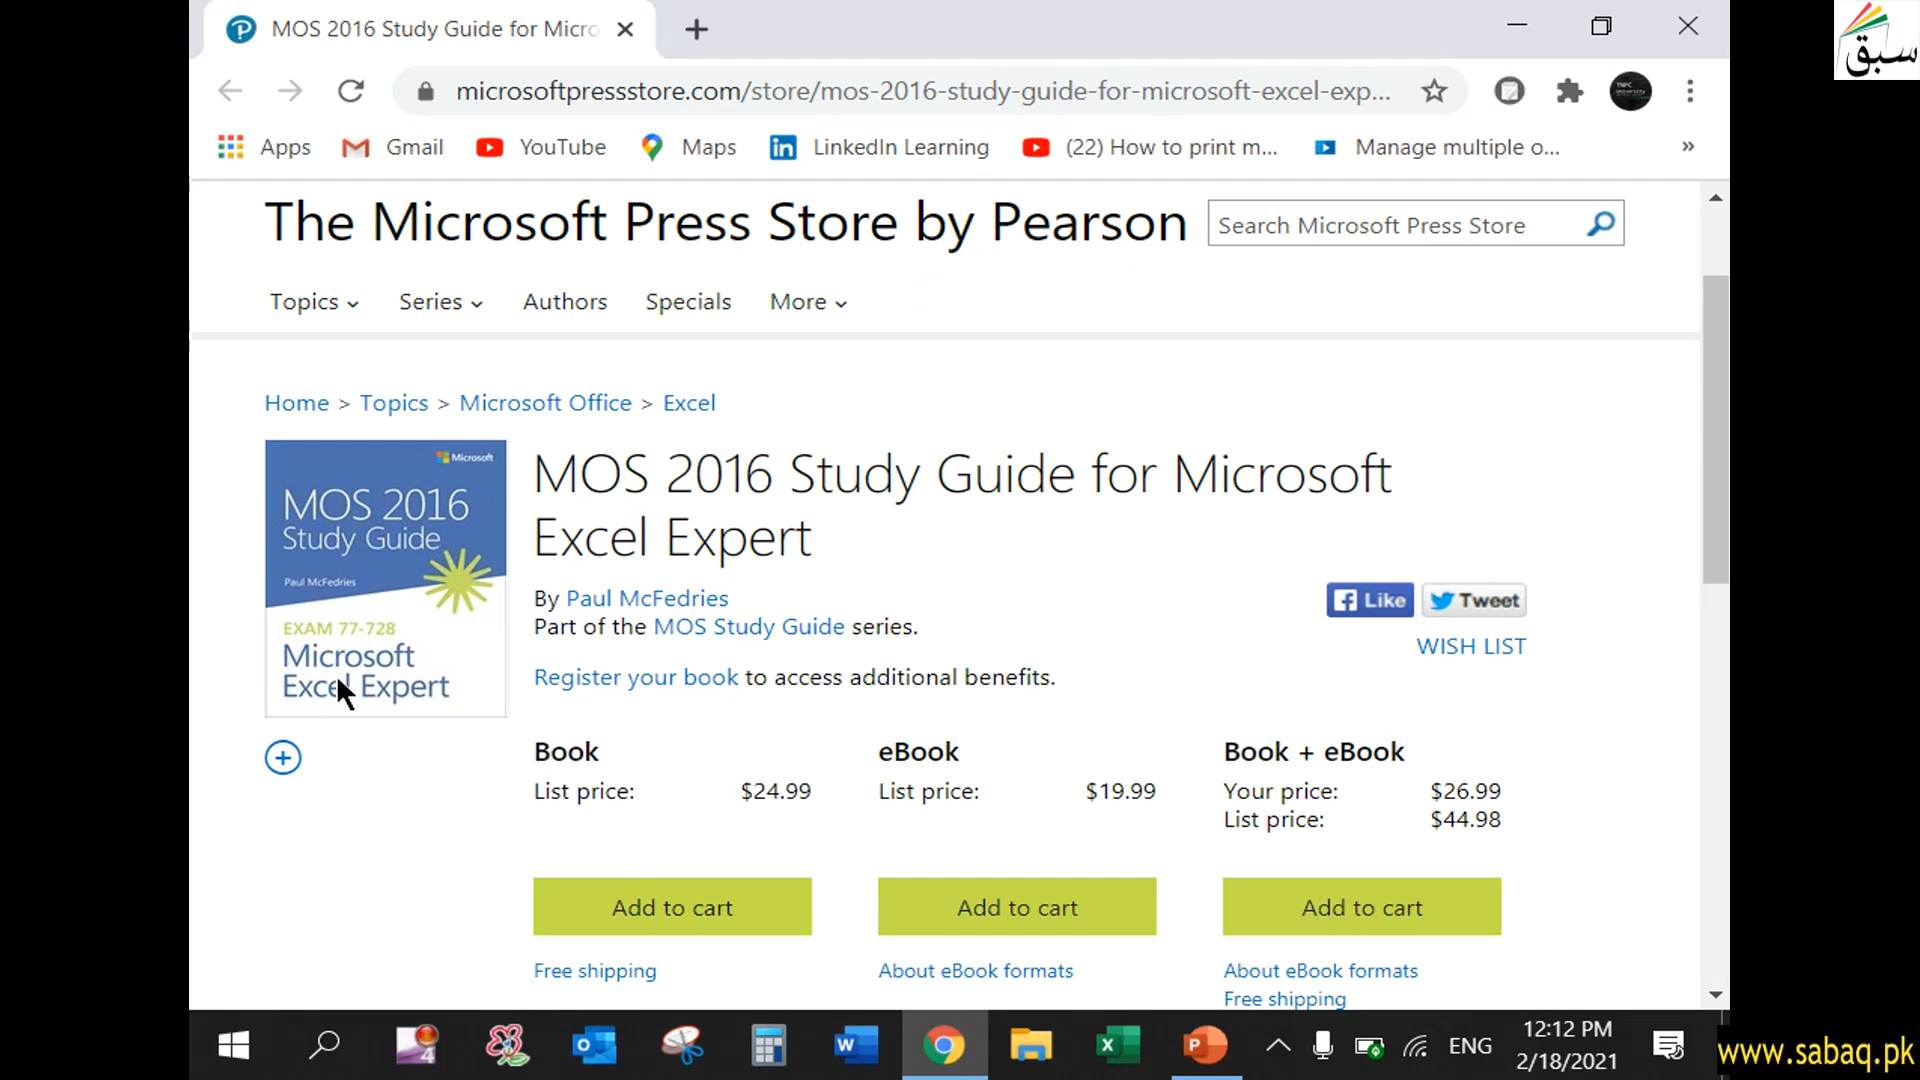 MOS 2016 Study Guide for Micro
سبق
microsoftpressstore.com/store/mos-2016-study-guide-for-microsoft-excel-exp...
Apps
Gmail
YouTube
Maps
LinkedIn Learning
(22) How to print m...
Manage multiple o...
»
The Microsoft Press Store by Pearson
Search Microsoft Press Store
Topics
Series
Authors
Specials
More
Home > Topics > Microsoft Office > Excel
Microsoft
MOS 2016
Study Guide
Paul McFedries
EXAM 77-728
Microsoft
Excel Expert
MOS 2016 Study Guide for Microsoft
Excel Expert
By Paul McFedries
Part of the MOS Study Guide series.
Like
Tweet
WISH LIST
Register your book to access additional benefits.
Book
List price: $24.99
Add to cart
Free shipping
eBook
List price: $19.99
Add to cart
About eBook formats
Book + eBook
Your price: $26.99
List price: $44.98
Add to cart
About eBook formats
Free shipping
ENG
12:12 PM
2/18/2021
www.sabaq.pk